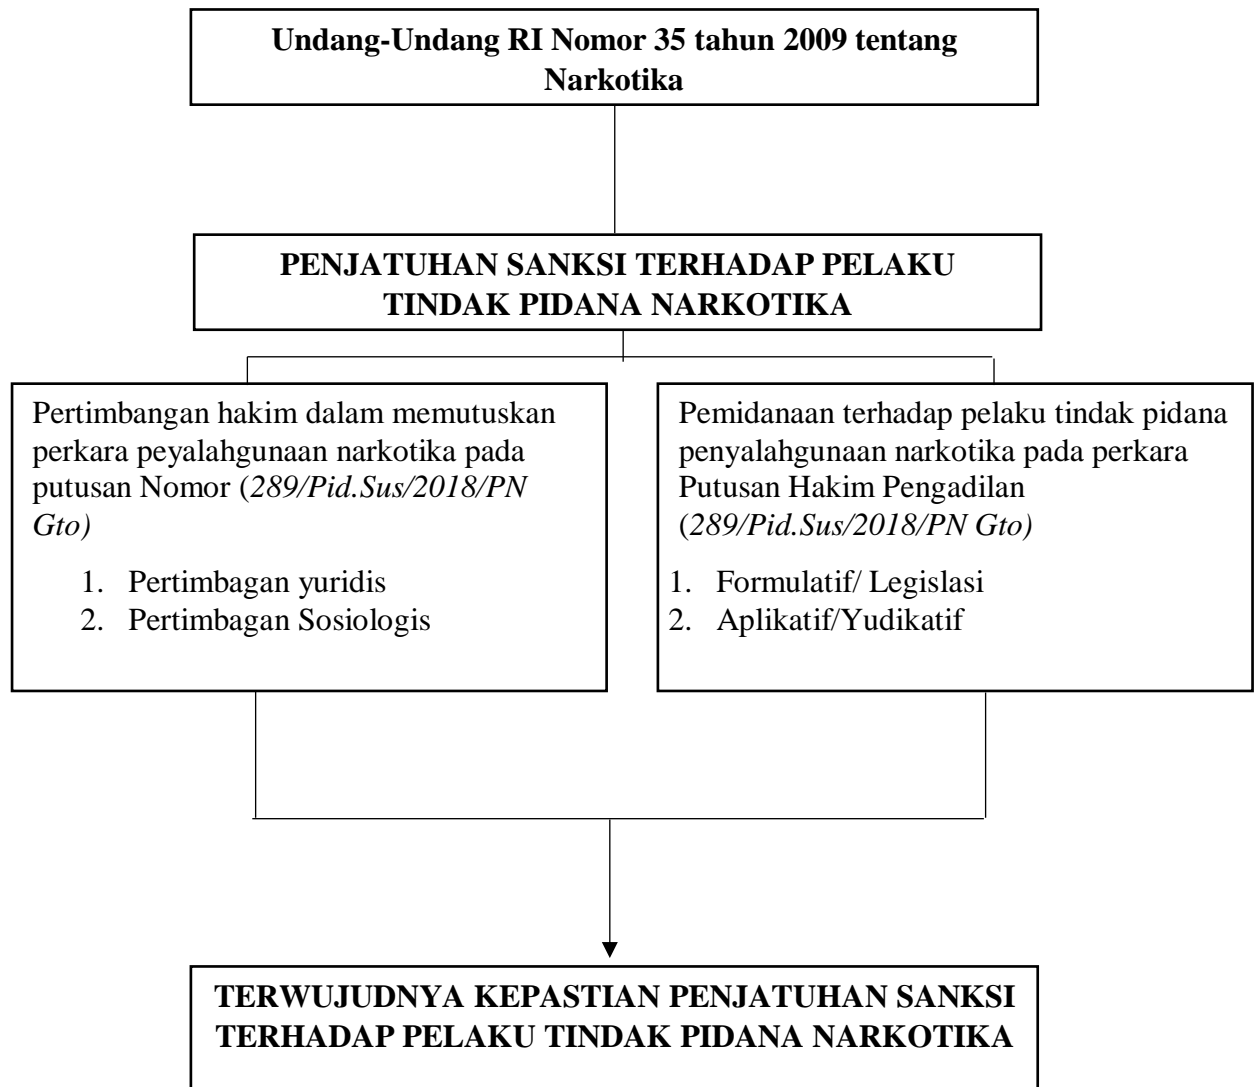 Undang-Undang RI Nomor 35 tahun 2009 tentang
Narkotika
PENJATUHAN SANKSI TERHADAP PELAKU
TINDAK PIDANA NARKOTIKA
Pertimbangan hakim dalam memutuskan
perkara peyalahgunaan narkotika pada
putusan Nomor (289/Pid.Sus/2018/PN
Gto)
1. Pertimbagan yuridis
2. Pertimbagan Sosiologis
Pemidanaan terhadap pelaku tindak pidana
penyalahgunaan narkotika pada perkara
Putusan Hakim Pengadilan
(289/Pid.Sus/2018/PN Gto)
1. Formulatif/ Legislasi
2. Aplikatif/Yudikatif
TERWUJUDNYA KEPASTIAN PENJATUHAN SANKSI
TERHADAP PELAKU TINDAK PIDANA NARKOTIKA